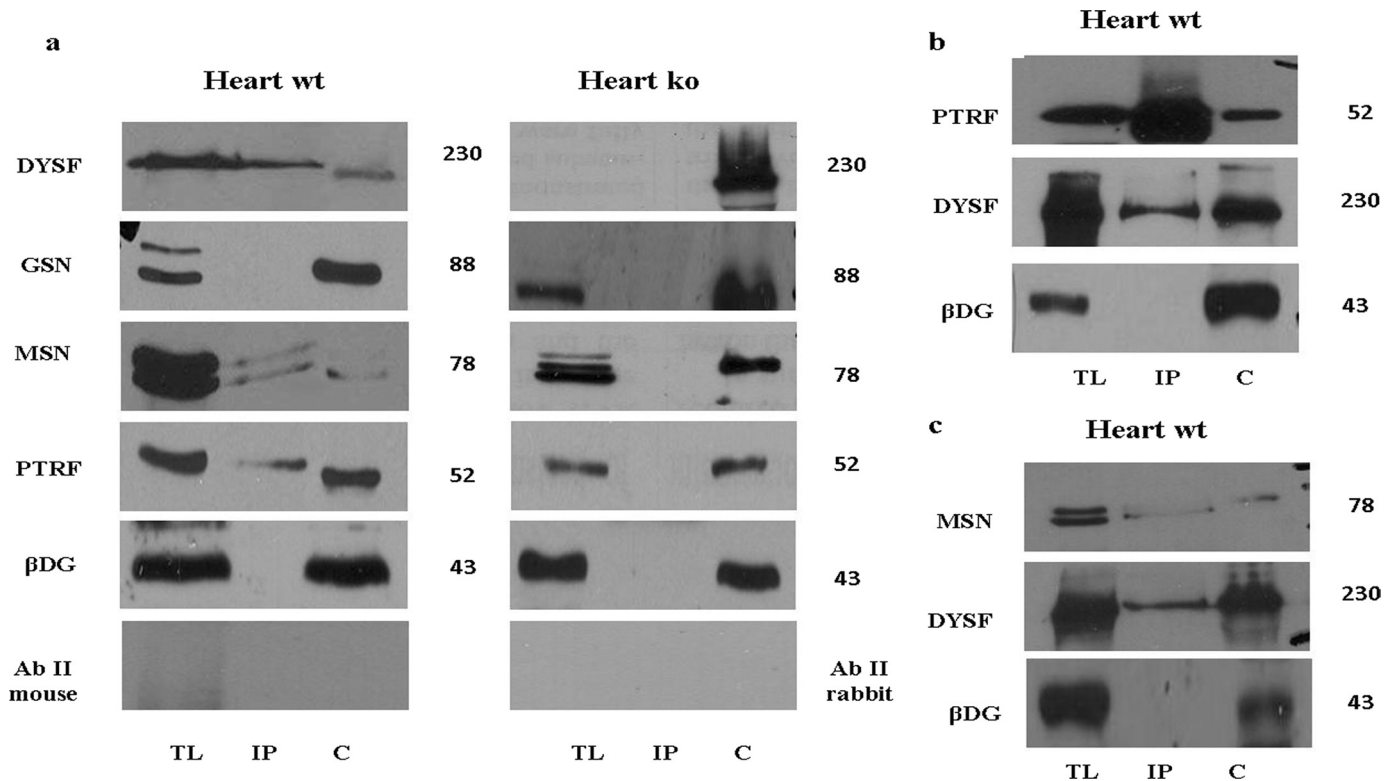 a
Heart wt
Heart ko
DYSF
230
230
GSN
88
88
MSN
78
78
PTRF
52
52
βDG
43
43
Ab II
mouse
Ab II
rabbit
TL IP C
TL IP C
b
Heart wt
PTRF
52
DYSF
230
βDG
43
TL IP C
c
Heart wt
MSN
78
DYSF
230
βDG
43
TL IP C